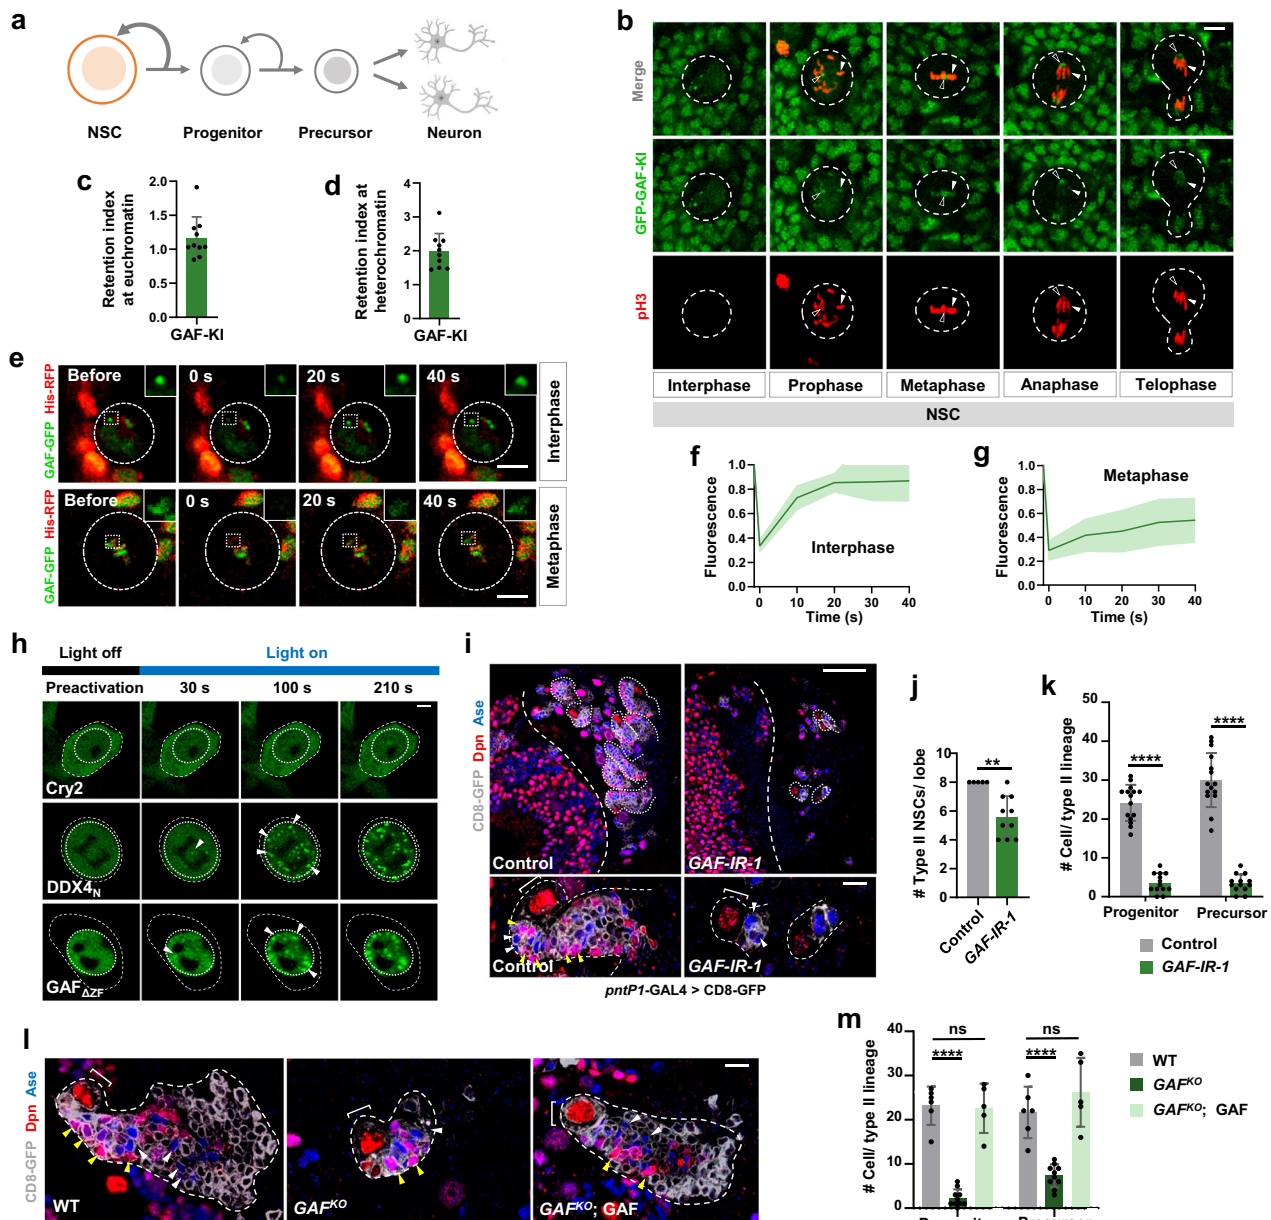 a
NSC
Progenitor
Precursor
Neuron
b
Merge
GFP-GAF-KI
pH3
Interphase
Prophase
Metaphase
Anaphase
Telophase
NSC
c
Retention index
at euchromatin
2.0
1.5
1.0
0.5
0.0
GAF-KI
d
Retention index at
heterochromatin
4
3
2
1
0
GAF-KI
e
GAF-GFP His-RFP
Before
0 s
20 s
40 s
Interphase
GAF-GFP His-RFP
Before
0 s
20 s
40 s
Metaphase
f
Fluorescence
1.0
0.8
0.6
0.4
0.2
0.0
Interphase
0 10 20 30 40
Time (s)
g
Fluorescence
1.0
0.8
0.6
0.4
0.2
0.0
Metaphase
0 10 20 30 40
Time (s)
h
Light off
Light on
Preactivation
30 s
100 s
210 s
Cry2
DDX4N
GAFΔZF
i
CD8-GFP Dpn Ase
Control
GAF-IR-1
Control
GAF-IR-1
pntP1-GAL4 > CD8-GFP
j
# Type II NSCs/ lobe
10
8
6
4
2
0
**
Control
GAF-IR-1
k
# Cell/ type II lineage
50
40
30
20
10
0
****
****
Progenitor
Precursor
Control
GAF-IR-1
l
CD8-GFP Dpn Ase
WT
GAFKO
GAFKO; GAF
m
# Cell/ type II lineage
40
30
20
10
0
ns
ns
****
****
WT
GAFKO
GAFKO; GAF